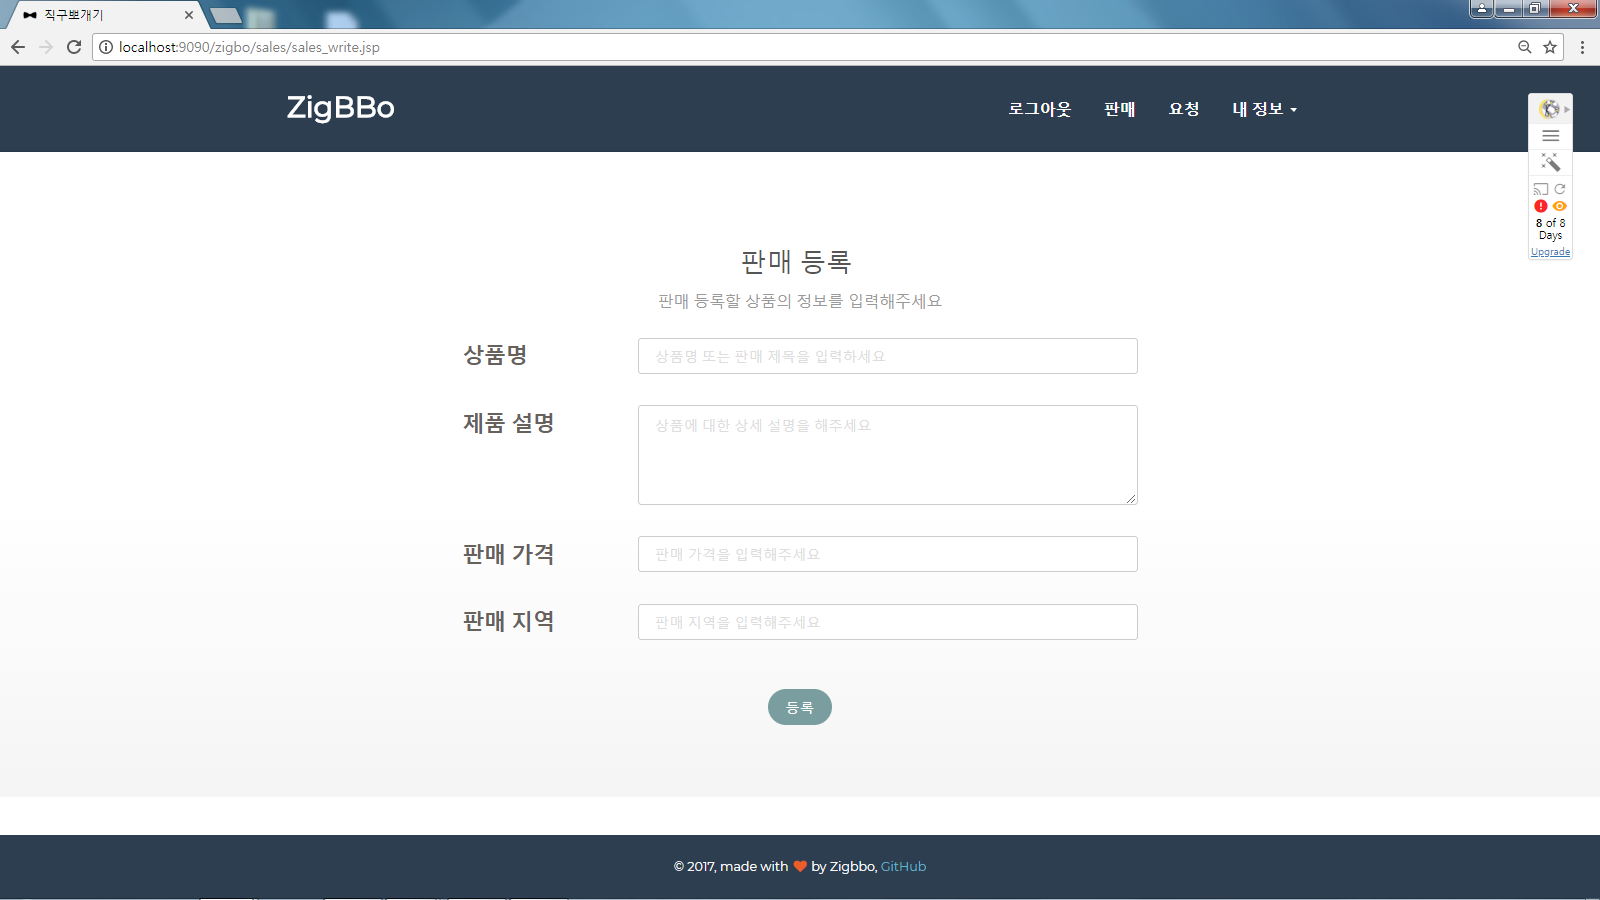 직구뽀개기
localhost:9090/zigbo/sales/sales_write.jsp
ZigBBo
로그아웃 판매 요청 내 정보
8 of 8
Days
Upgrade
판매 등록
판매 등록할 상품의 정보를 입력해주세요
상품명 상품명 또는 판매 제목을 입력하세요
제품 설명 상품에 대한 상세 설명을 해주세요
판매 가격 판매 가격을 입력해주세요
판매 지역 판매 지역을 입력해주세요
등록
© 2017, made with ♥ by Zigbbo, GitHub